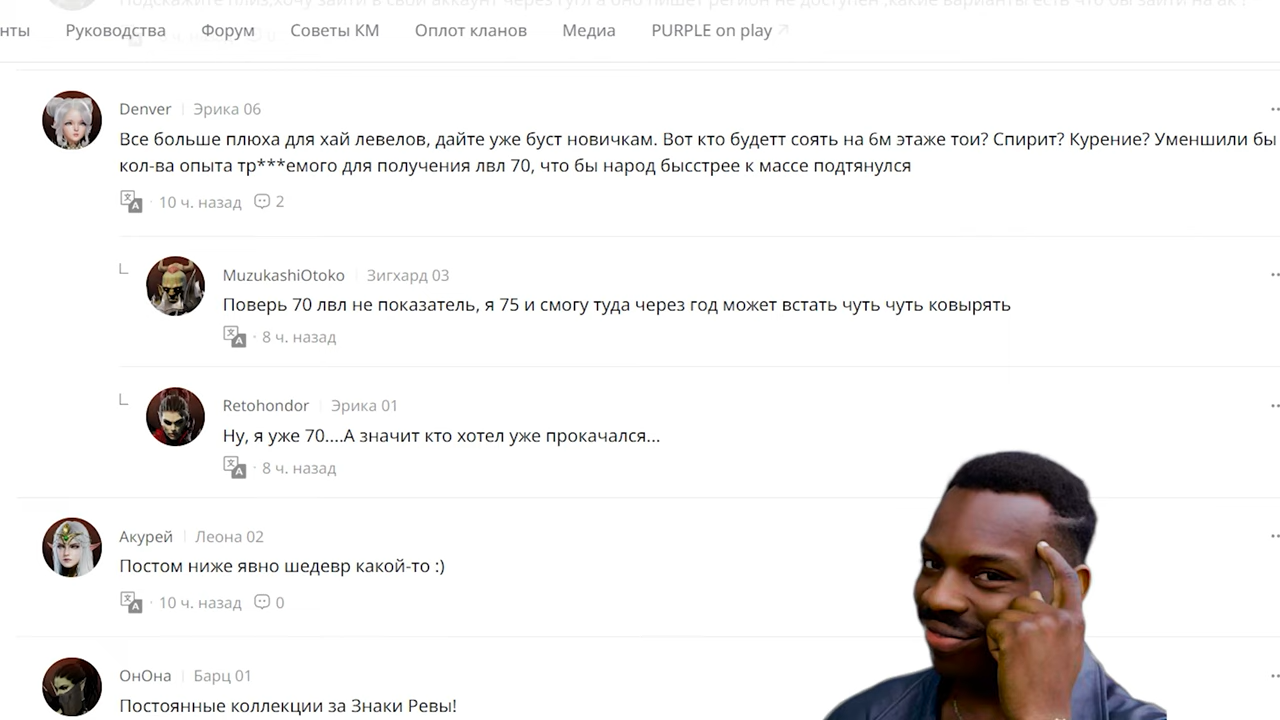 Подскажите плиз,хочу зайти в свой аккаунт через гугл а оно пишет регион не доступен ,какие варианты есть что бы зайти на ак ?
нты Руководства Форум Советы КМ Оплот кланов Медиа PURPLE on play
Denver Эрика 06
Все больше плюха для хай левелов, дайте уже буст новичкам. Вот кто будетт соять на 6м этаже тои? Спирит? Курение? Уменшили бы
кол-ва опыта тр***емого для получения лвл 70, что бы народ бысстрее к массе подтянулся
10 ч. назад 2
MuzukashiOtoko Зигхард 03
Поверь 70 лвл не показатель, я 75 и смогу туда через год может встать чуть чуть ковырять
8 ч. назад
Retohondor Эрика 01
Ну, я уже 70....А значит кто хотел уже прокачался...
8 ч. назад
Акурей Леона 02
Постом ниже явно шедевр какой-то :)
10 ч. назад 0
ОнОна Барц 01
Постоянные коллекции за Знаки Ревы!